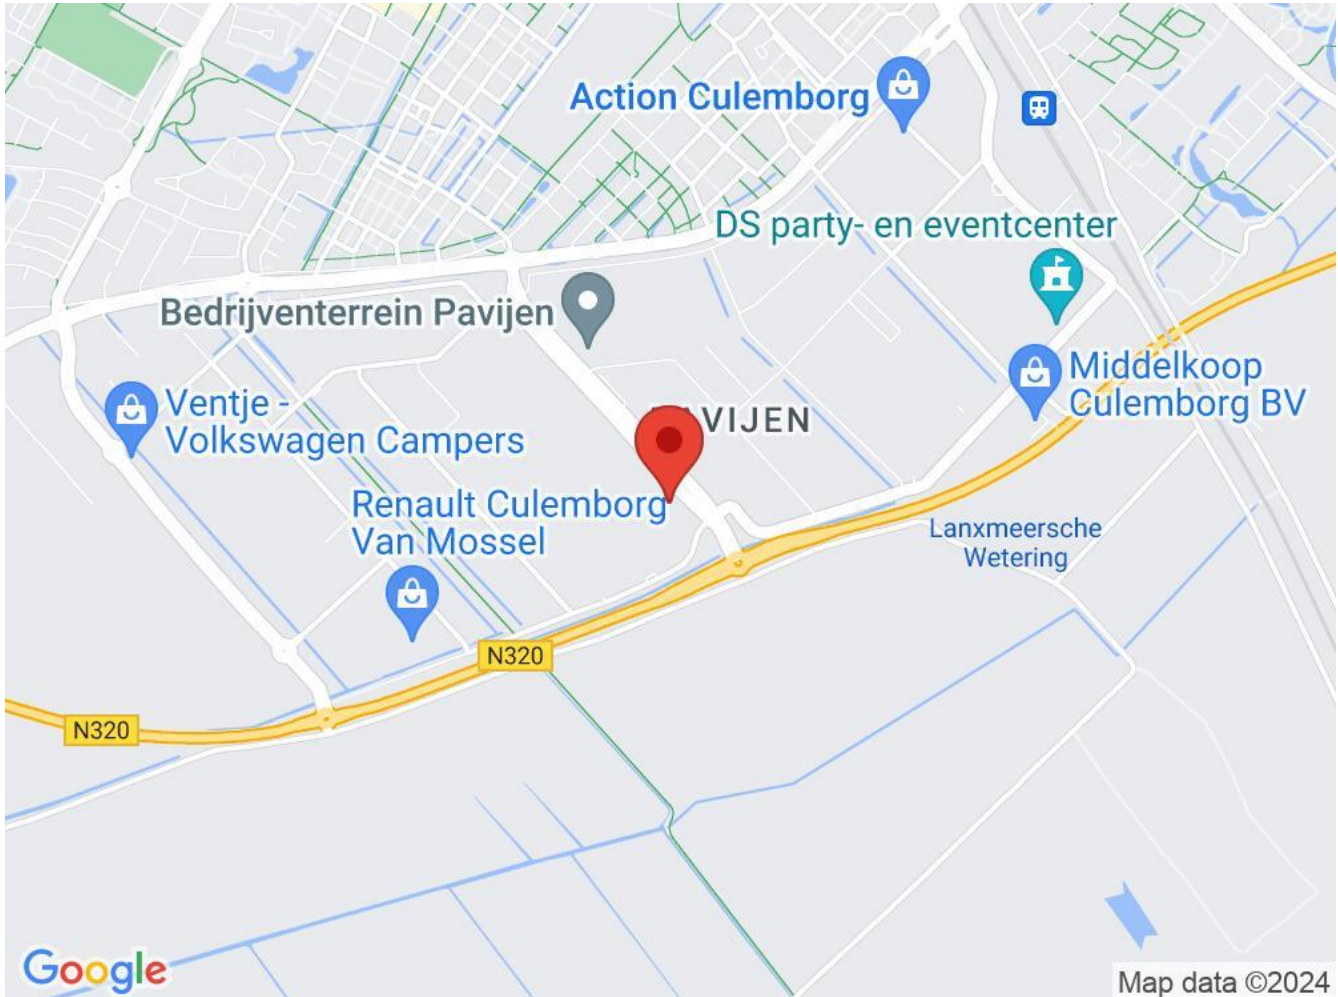 Action Culemborg
DS party- en eventcenter
Bedrijventerrein Pavijen
Middelkoop
Culemborg BV
Ventje -
Volkswagen Campers
AVIJEN
Renault Culemborg
Van Mossel
Lanxmeersche
Wetering
N320
N320
Google
Map data ©2024